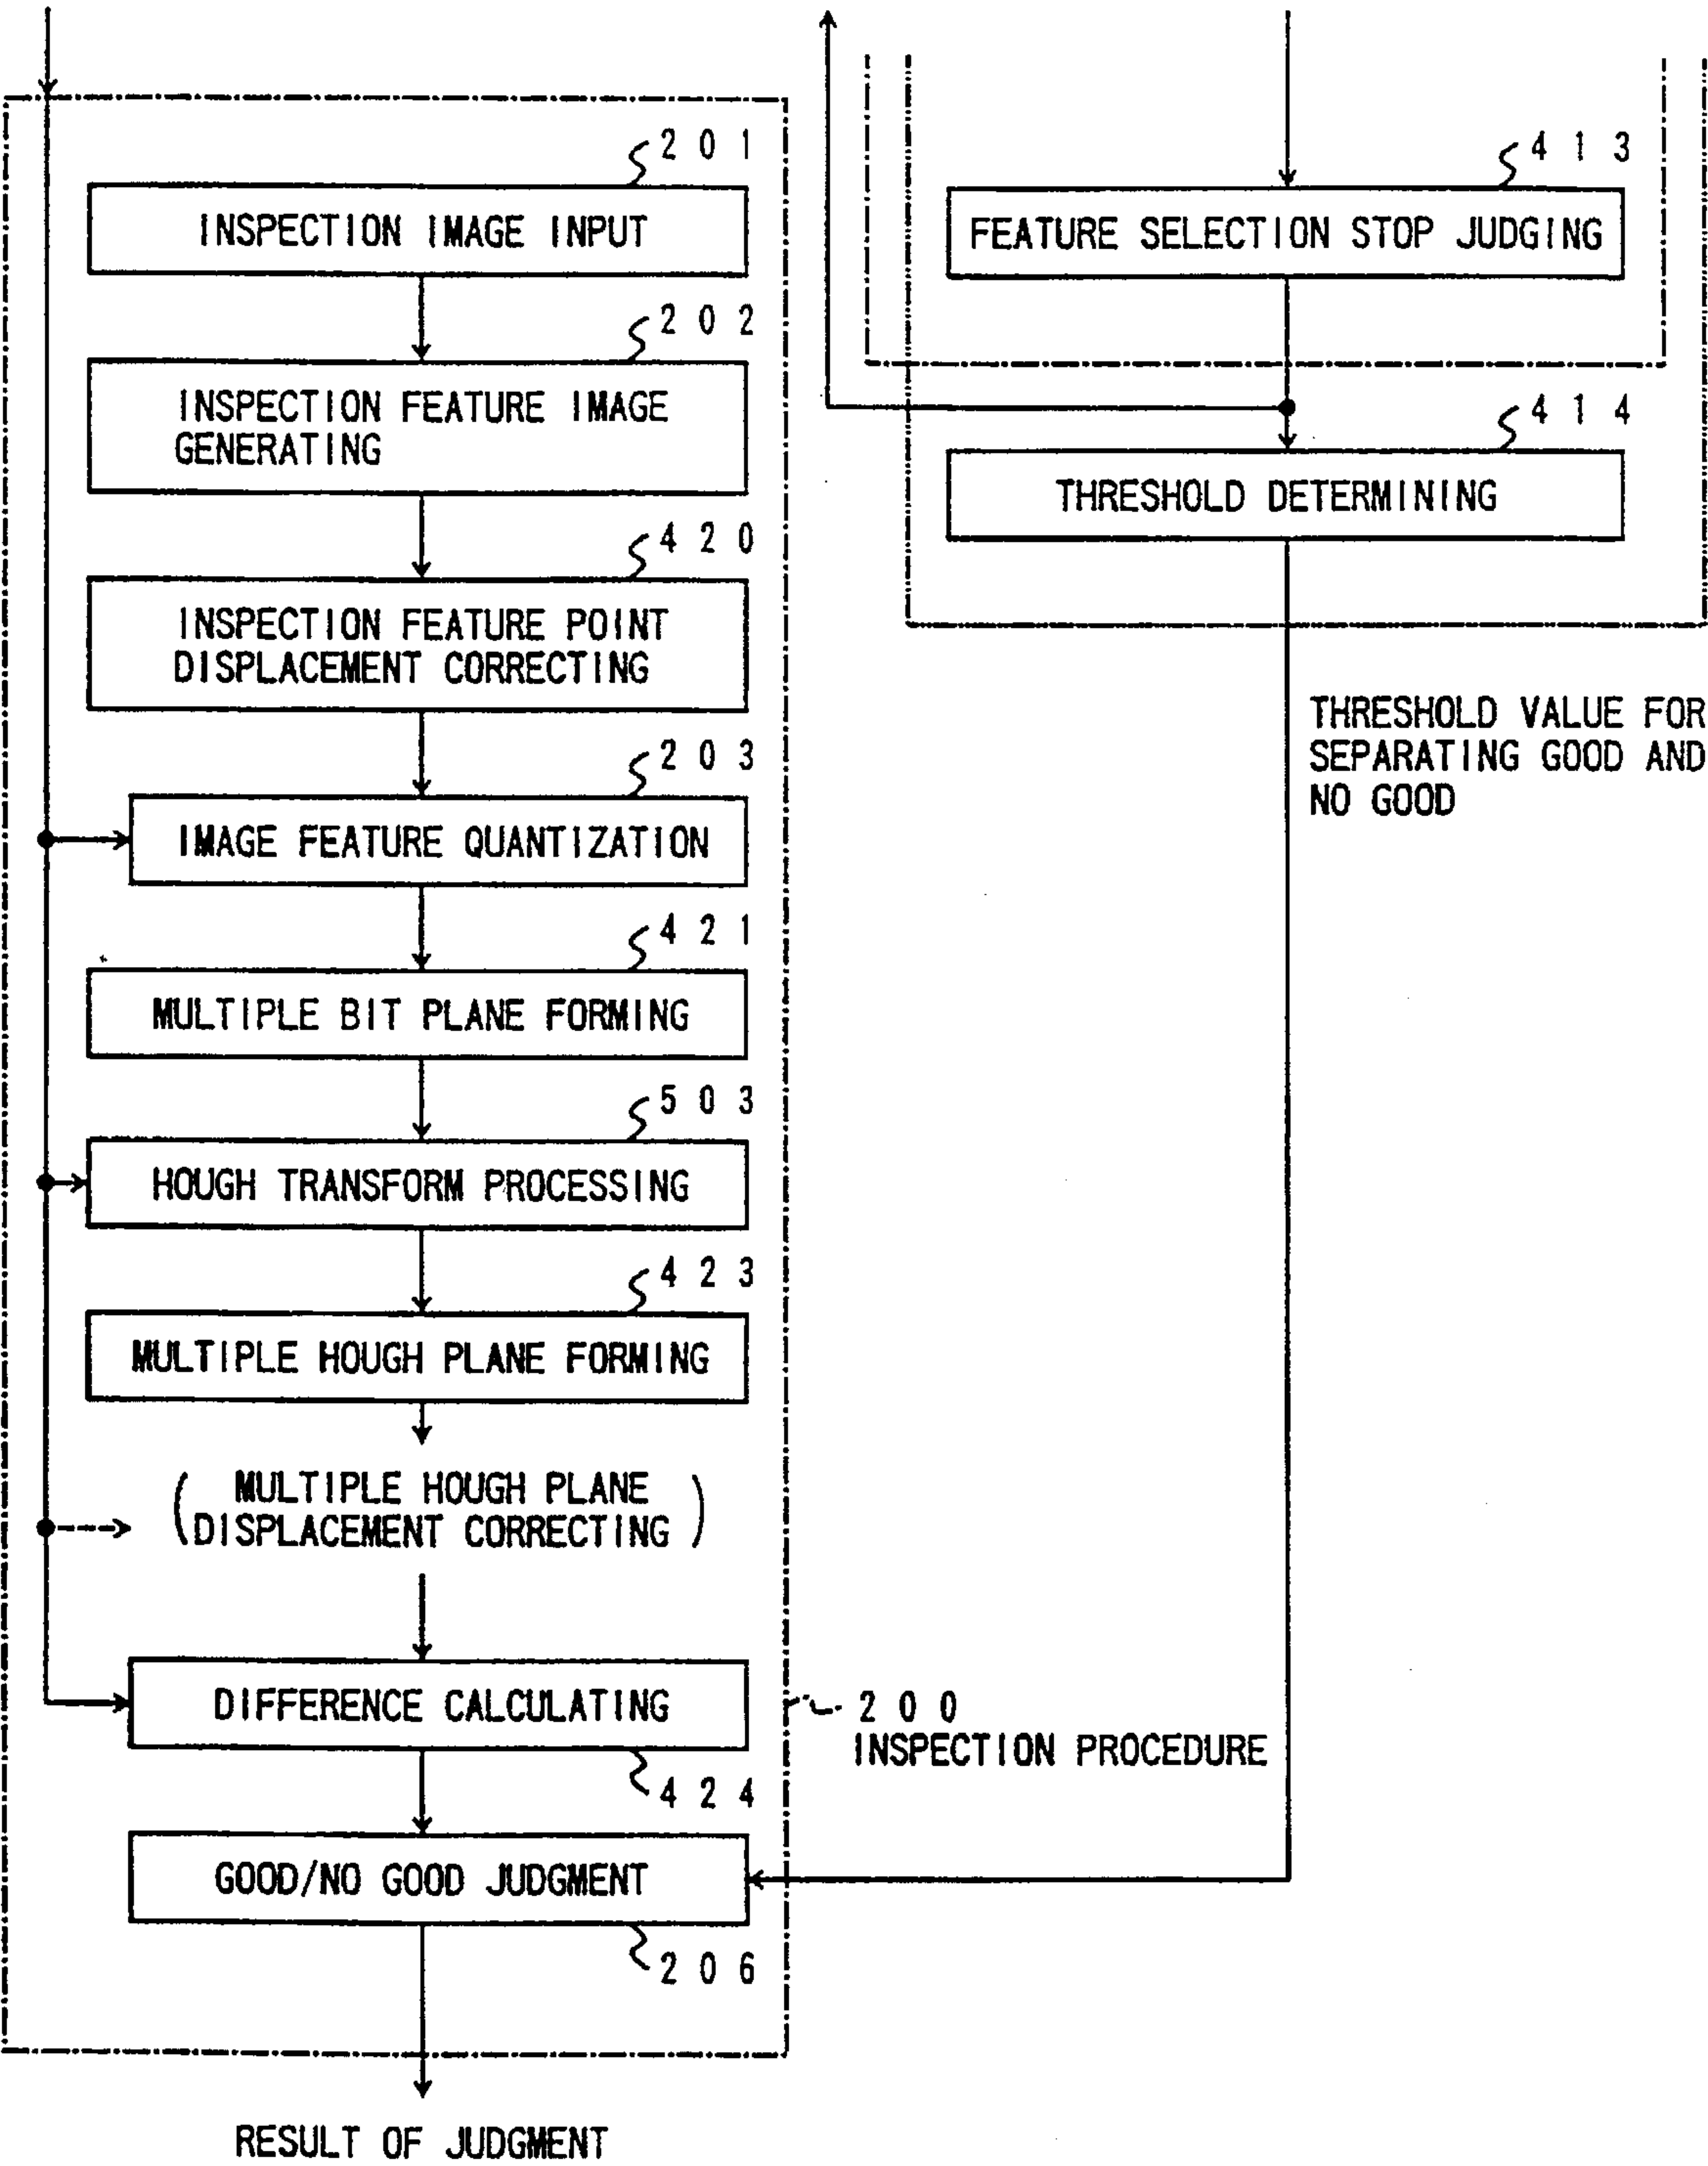 201
INSPECTION IMAGE INPUT
202
INSPECTION FEATURE IMAGE
GENERATING
420
INSPECTION FEATURE POINT
DISPLACEMENT CORRECTING
203
IMAGE FEATURE QUANTIZATION
421
MULTIPLE BIT PLANE FORMING
503
HOUGH TRANSFORM PROCESSING
423
MULTIPLE HOUGH PLANE FORMING
(MULTIPLE HOUGH PLANE
DISPLACEMENT CORRECTING)
DIFFERENCE CALCULATING
424
GOOD/NO GOOD JUDGMENT
206
RESULT OF JUDGMENT
200
INSPECTION PROCEDURE
413
FEATURE SELECTION STOP JUDGING
414
THRESHOLD DETERMINING
THRESHOLD VALUE FOR
SEPARATING GOOD AND
NO GOOD